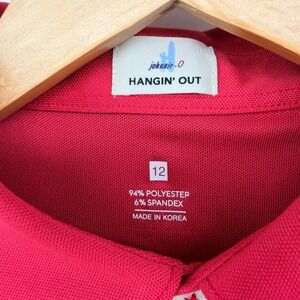 johnnie-O
HANGIN' OUT
12
94% POLYESTER
6% SPANDEX
MADE IN KOREA